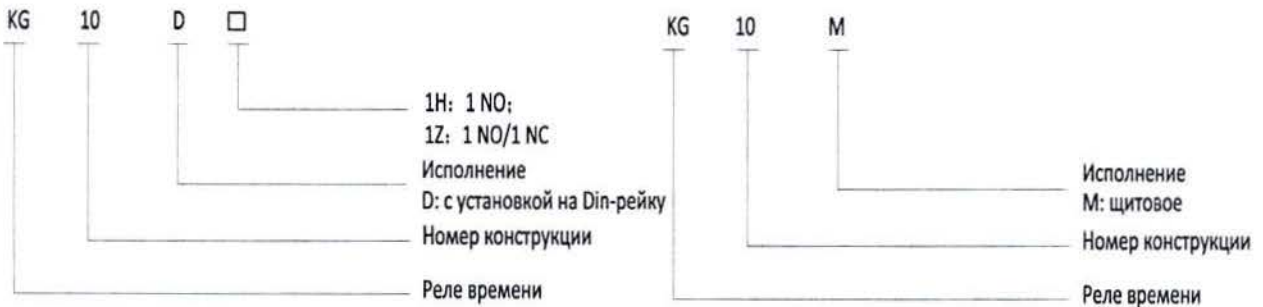 KG 10 D □
1H: 1 NO;
1Z: 1 NO/1 NC
Исполнение
D: с установкой на Din-рейку
Номер конструкции
Реле времени
KG 10 M
Исполнение
M: щитовое
Номер конструкции
Реле времени